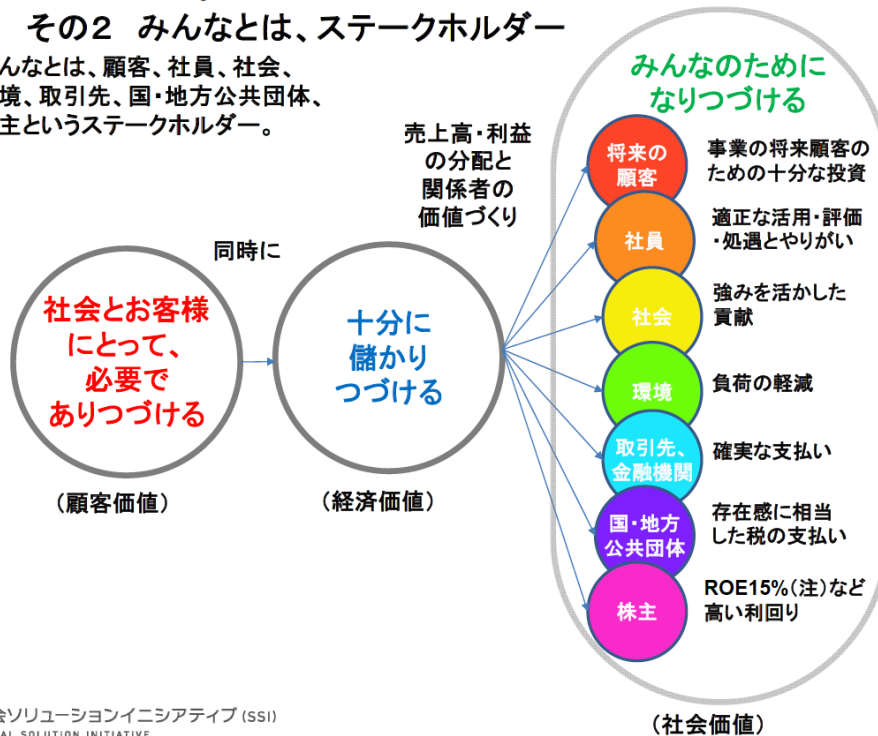 その2 みんなとは、ステークホルダー
んなとは、顧客、社員、社会、
境、取引先、国・地方公共団体、
主というステークホルダー。
売上高・利益
の分配と
関係者の
価値づくり
同時に
社会とお客様
にとって、
必要で
ありつづける
(顧客価値)
十分に
儲かり
つづける
(経済価値)
みんなのために
なりつづける
将来の
顧客
事業の将来顧客の
ための十分な投資
社員
適正な活用・評価
・処遇とやりがい
社会
強みを活かした
貢献
環境
負荷の軽減
取引先、
金融機関
確実な支払い
国・地方
公共団体
存在感に相当
した税の支払い
株主
ROE15%(注)など
高い利回り
(社会価値)
会ソリューションイニシアティブ (SSI)
AL SOLUTION INITIATIVE